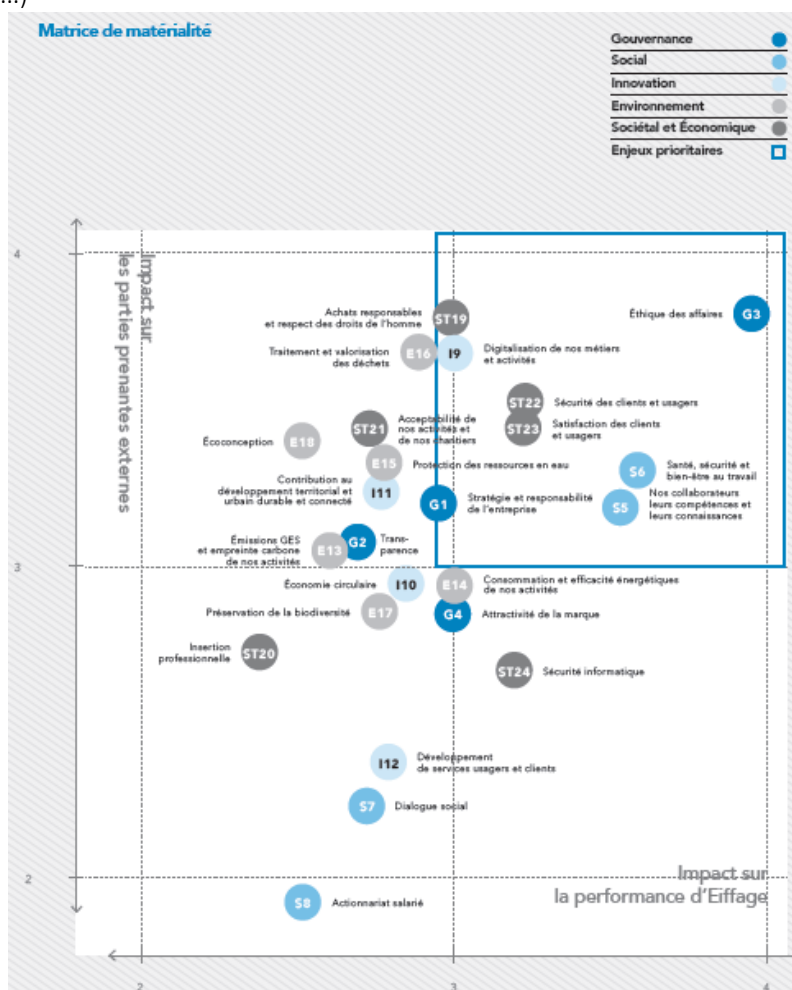 ...)
Matrice de matérialité
Gouvernance
Social
Innovation
Environnement
Sociétal et Économique
Enjeux prioritaires
4
Impact sur
les parties prenantes externes
Achats responsables
et respect des droits de l'homme
ST19
Éthique des affaires
G3
Traitement et valorisation
des déchets
E16
I9
Digitalisation de nos métiers
et activités
ST22
Sécurité des clients et usagers
ST21
Acceptabilité de
nos activités et
de nos chantiers
ST23
Satisfaction des clients
et usagers
Écoconception
E18
E15
Protection des ressources en eau
S6
Santé, sécurité et
bien-être au travail
Contribution au
développement territorial et
urbain durable et connecté
I11
G1
Stratégie et responsabilité
de l'entreprise
S5
Nos collaborateurs
leurs compétences et
leurs connaissances
Émissions GES
et empreinte carbone
de nos activités
E13
G2
Trans-
parence
3
Économie circulaire
I10
E14
Consommation et efficacité énergétiques
de nos activités
Préservation de la biodiversité
E17
G4
Attractivité de la marque
Insertion
professionnelle
ST20
ST24
Sécurité informatique
I12
Développement
de services usagers et clients
S7
Dialogue social
2
Impact sur
la performance d'Eiffage
S8
Actionnariat salarié
2
3
4